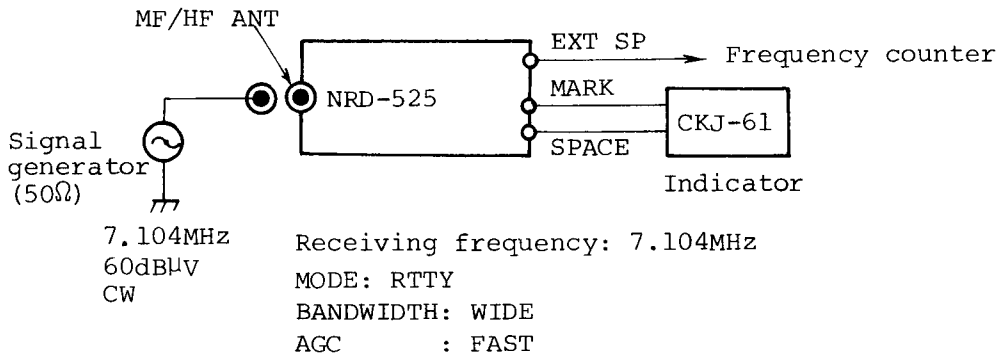 MF/HF ANT
EXT SP
Frequency counter
NRD-525
MARK
CKJ-61
SPACE
Indicator
Signal
generator
(50Ω)
7.104MHz
60dBμV
CW
Receiving frequency: 7.104MHz
MODE: RTTY
BANDWIDTH: WIDE
AGC : FAST